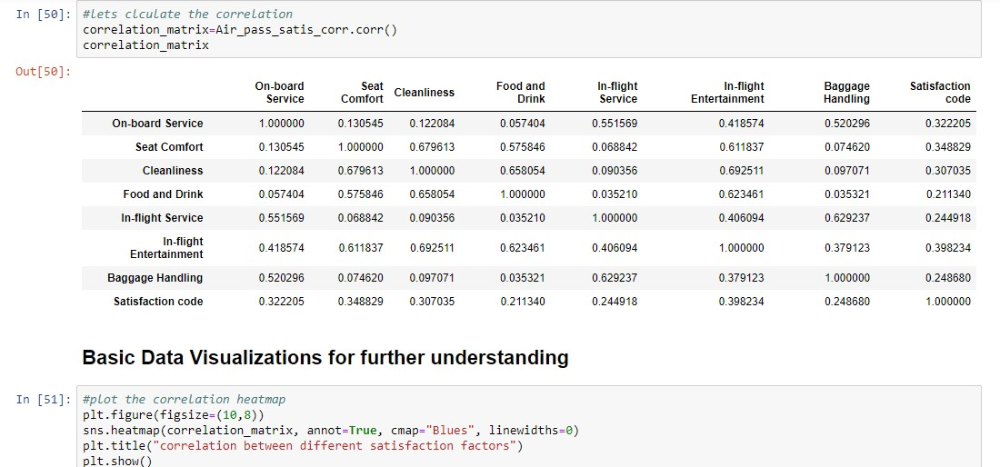 In [50]: #lets clculate the correlation
correlation_matrix=Air_pass_satis_corr.corr()
correlation_matrix
Out[50]:
On-board Service Seat Comfort Cleanliness Food and Drink In-flight Service In-flight Entertainment Baggage Handling Satisfaction code
On-board Service 1.000000 0.130545 0.122084 0.057404 0.551569 0.418574 0.520296 0.322205
Seat Comfort 0.130545 1.000000 0.679613 0.575846 0.068842 0.611837 0.074620 0.348829
Cleanliness 0.122084 0.679613 1.000000 0.658054 0.090356 0.692511 0.097071 0.307035
Food and Drink 0.057404 0.575846 0.658054 1.000000 0.035210 0.623461 0.035321 0.211340
In-flight Service 0.551569 0.068842 0.090356 0.035210 1.000000 0.406094 0.629237 0.244918
In-flight Entertainment 0.418574 0.611837 0.692511 0.623461 0.406094 1.000000 0.379123 0.398234
Baggage Handling 0.520296 0.074620 0.097071 0.035321 0.629237 0.379123 1.000000 0.248680
Satisfaction code 0.322205 0.348829 0.307035 0.211340 0.244918 0.398234 0.248680 1.000000
Basic Data Visualizations for further understanding
In [51]: #plot the correlation heatmap
plt.figure(figsize=(10,8))
sns.heatmap(correlation_matrix, annot=True, cmap="Blues", linewidths=0)
plt.title("correlation between different satisfaction factors")
plt.show()